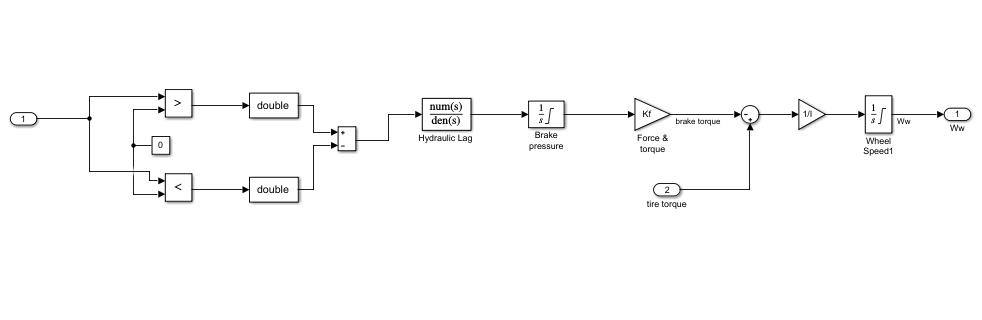 1
>
0
<
double
double
+
−
num(s)
den(s)
Hydraulic Lag
1
s
Brake
pressure
Kf
Force &
torque
brake torque
-
+
2
tire torque
1/I
1
s
Wheel
Speed1
Ww
1
Ww